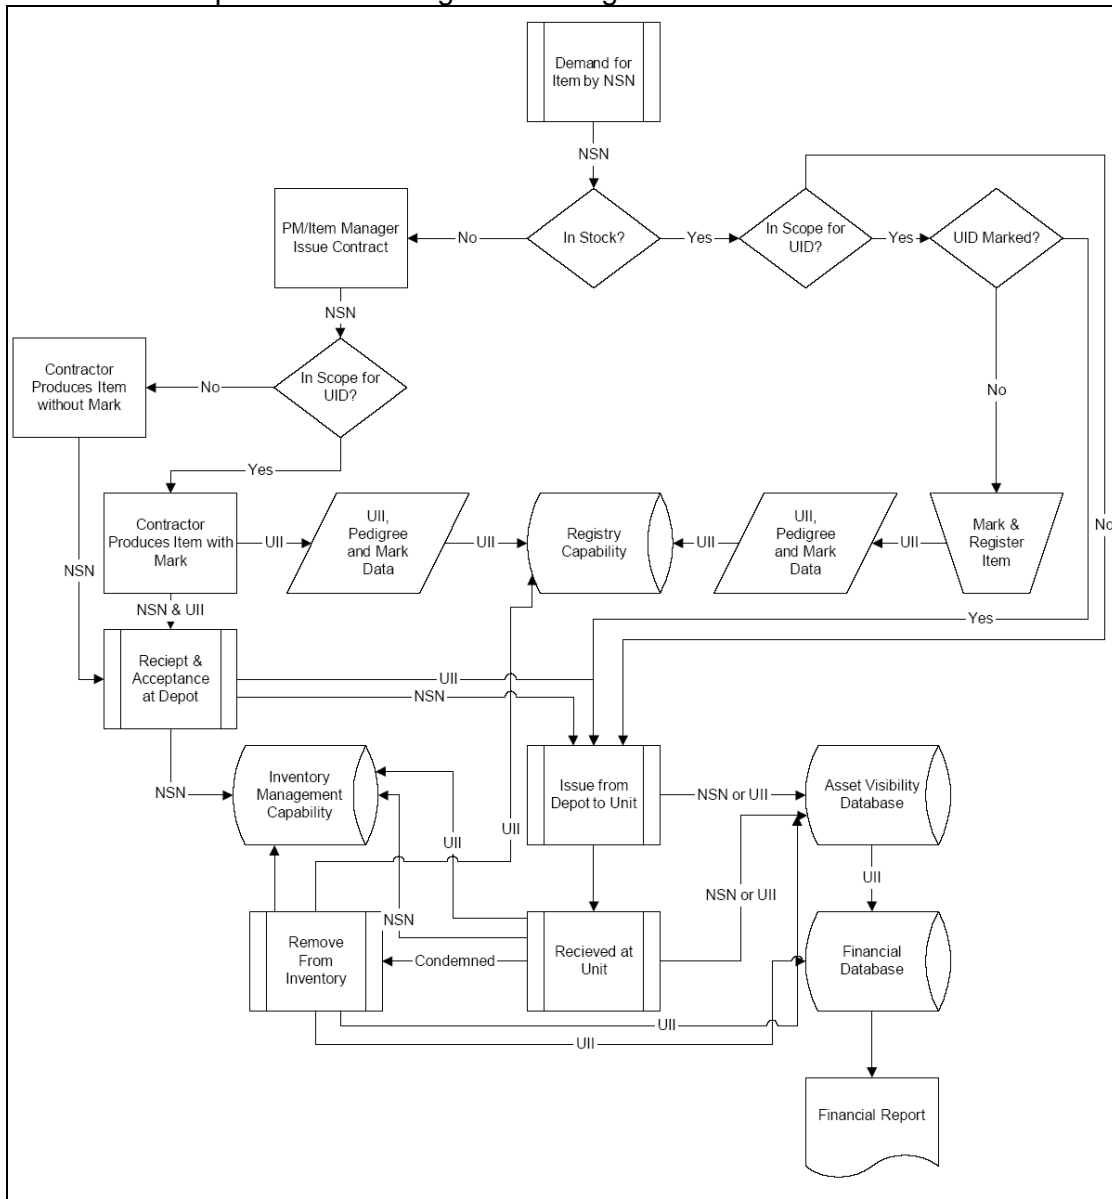 Demand for
Item by NSN
NSN
PM/Item Manager
Issue Contract
No
In Stock?
Yes
In Scope for
UID?
Yes
UID Marked?
NSN
Contractor
Produces Item
without Mark
No
In Scope for
UID?
No
Yes
Contractor
Produces Item with
Mark
UII
UII,
Pedigree
and Mark
Data
UII
Registry
Capability
UII
UII,
Pedigree
and Mark
Data
UII
Mark &
Register
Item
No
NSN
NSN & UII
Yes
Reciept &
Acceptance
at Depot
UII
NSN
NSN
Inventory
Management
Capability
UII
UII
Issue from
Depot to Unit
NSN or UII
Asset Visibility
Database
UII
NSN or UII
NSN
Remove
From
Inventory
Condemned
Recieved at
Unit
Financial
Database
UII
UII
Financial Report